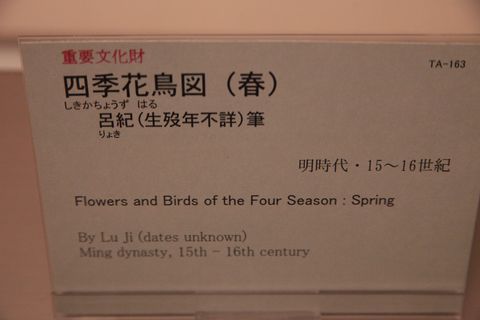 重要文化財
TA-163
四季花鳥図（春）
しきかちょうず はる
呂紀（生歿年不詳）筆
りょき
明時代・15～16世紀
Flowers and Birds of the Four Season : Spring
By Lu Ji (dates unknown)
Ming dynasty, 15th - 16th century